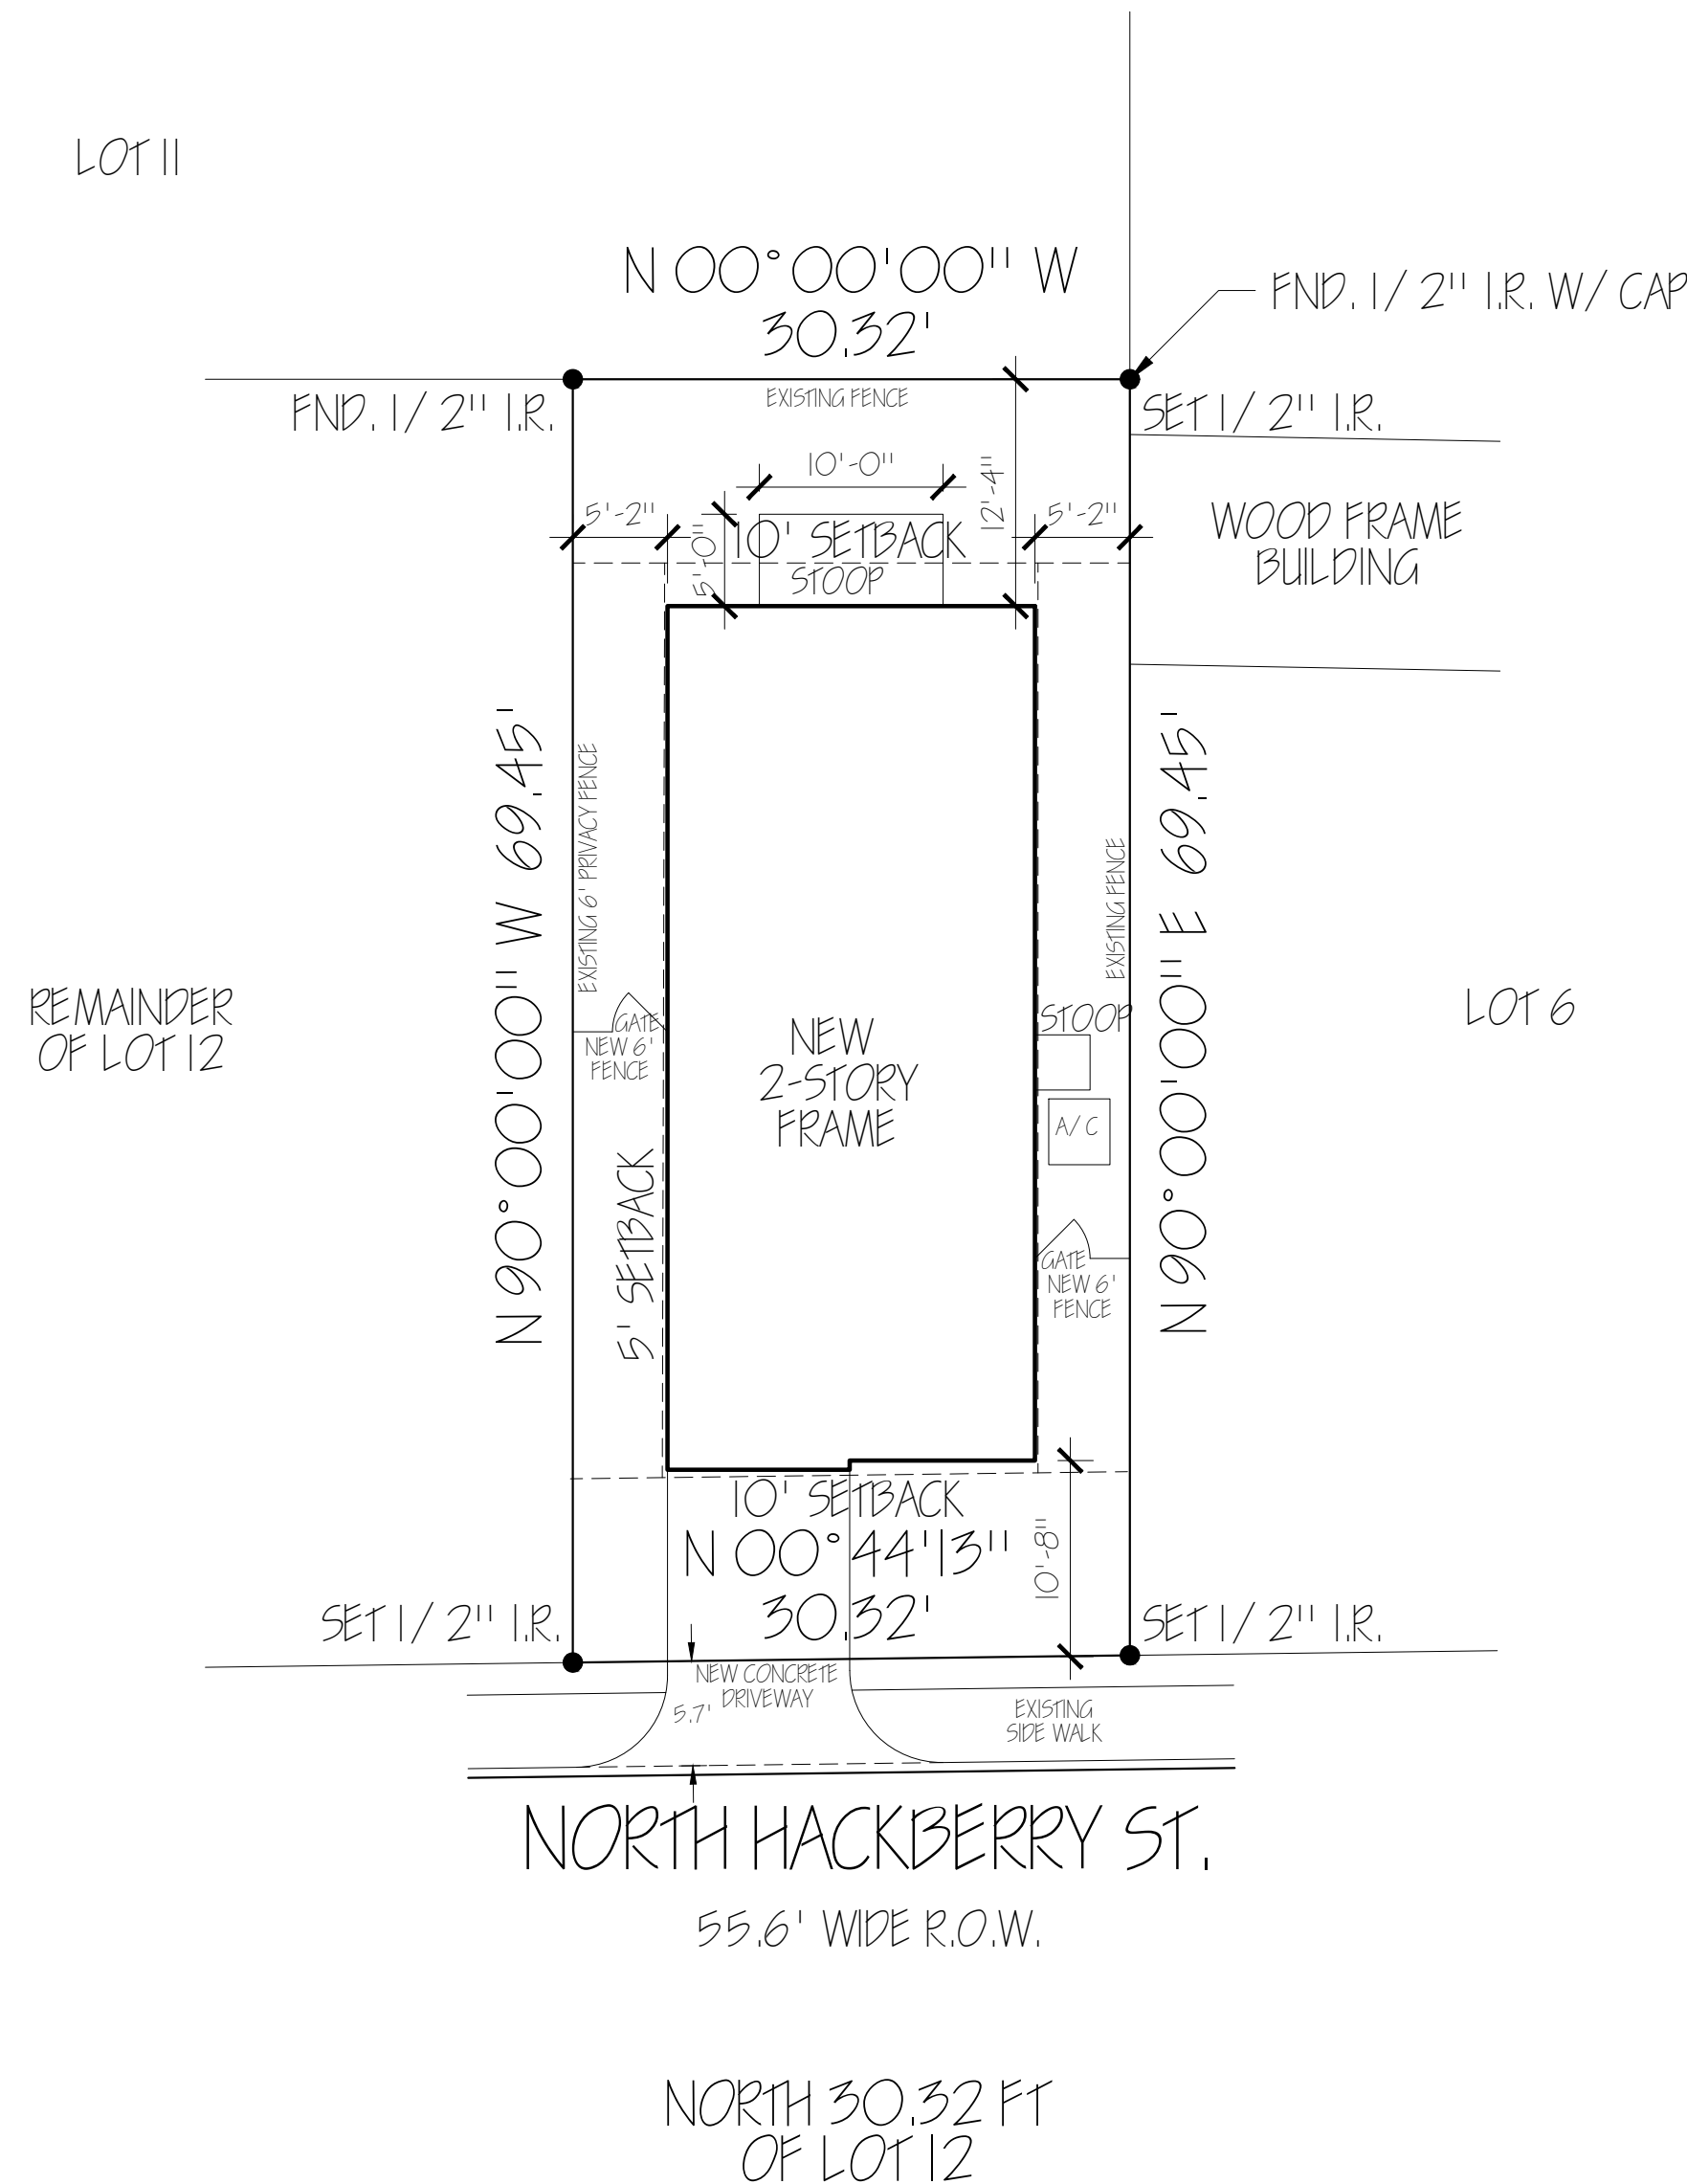 LOT 11
N 00°00'00" W
30.32'
FND. 1/2" I.R. W/ CAP
EXISTING FENCE
FND. 1/2" I.R.
SET 1/2" I.R.
10'-0"
12'-4"
5'-2"
5'-2"
5'-0"
10' SETBACK
STOOP
WOOD FRAME
BUILDING
N 90°00'00" W 69.45'
EXISTING 6' PRIVACY FENCE
EXISTING FENCE
N 90°00'00" E 69.45'
REMAINDER
OF LOT 12
LOT 6
GATE
NEW 6'
FENCE
NEW
2-STORY
FRAME
STOOP
A/C
5' SETBACK
GATE
NEW 6'
FENCE
10' SETBACK
N 00°44'13"
30.32'
10'-8"
SET 1/2" I.R.
SET 1/2" I.R.
NEW CONCRETE
DRIVEWAY
5.7'
EXISTING
SIDE WALK
NORTH HACKBERRY ST.
55.6' WIDE R.O.W.
NORTH 30.32 FT
OF LOT 12